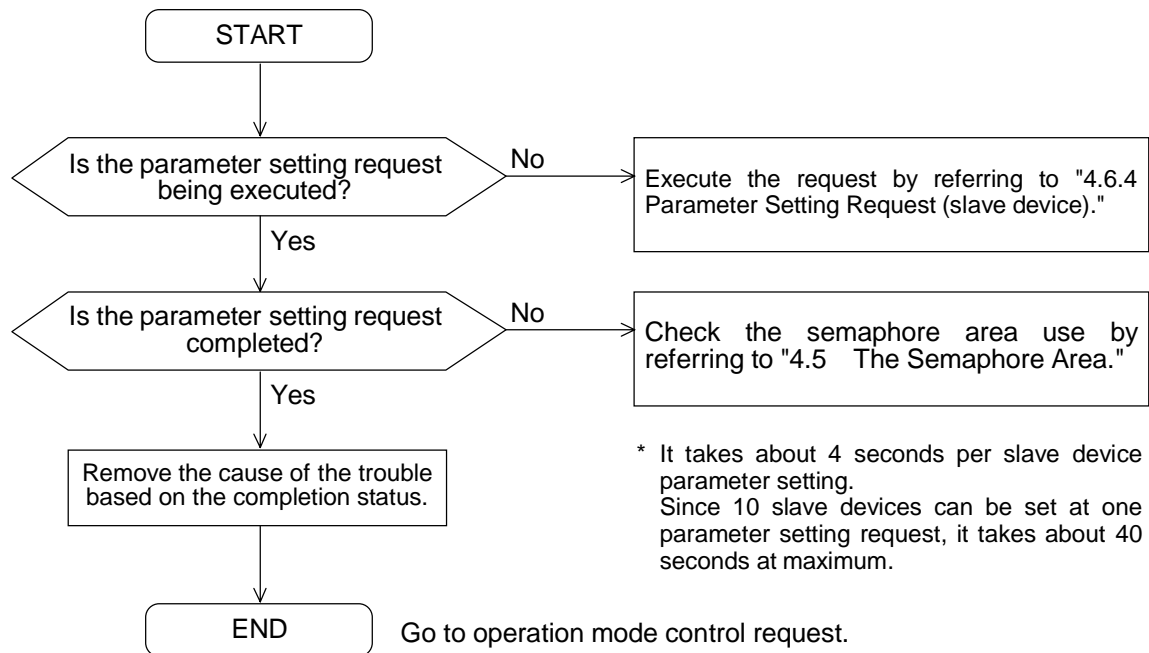 START
Is the parameter setting request
being executed?
No
Execute the request by referring to "4.6.4
Parameter Setting Request (slave device)."
Yes
Is the parameter setting request
completed?
No
Check the semaphore area use by
referring to "4.5 The Semaphore Area."
Yes
Remove the cause of the trouble
based on the completion status.
* It takes about 4 seconds per slave device
parameter setting.
Since 10 slave devices can be set at one
parameter setting request, it takes about 40
seconds at maximum.
END
Go to operation mode control request.